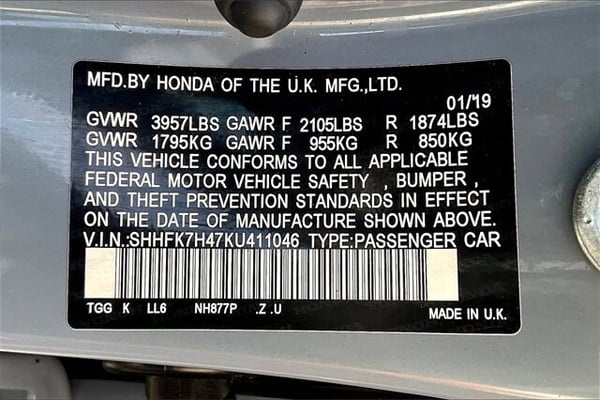 MFD.BY HONDA OF THE U.K. MFG.,LTD.
01/'19
GVWR 3957LBS GAWR F 2105LBS R 1874LBS
GVWR 1795KG GAWR F 955KG R 850KG
THIS VEHICLE CONFORMS TO ALL APPLICABLE
FEDERAL MOTOR VEHICLE SAFETY , BUMPER ,
AND THEFT PREVENTION STANDARDS IN EFFECT
ON THE DATE OF MANUFACTURE SHOWN ABOVE.
V.I.N.:SHHFK7H47KU411046 TYPE:PASSENGER CAR
TGG K LL6 NH877P .Z .U MADE IN U.K.